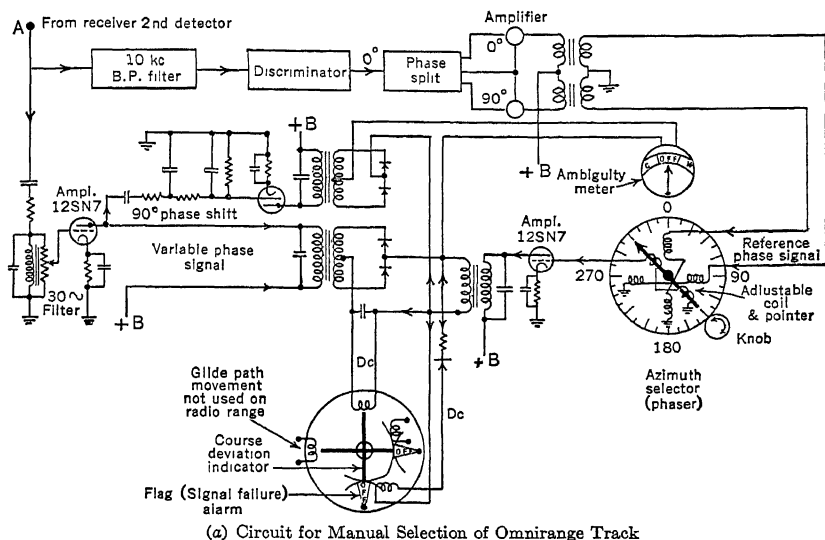 A
From receiver 2nd detector
10 kc
B.P. filter
Discriminator
0°
Phase
split
Amplifier
0°
90°
+B
+B
OFF
Ambiguity
meter
0
Ampl.
12SN7
90° phase shift
Variable phase
signal
30~
Filter
+B
Ampl.
12SN7
270
90
180
Reference
phase signal
Adjustable
coil
& pointer
Knob
Azimuth
selector
(phaser)
+B
Dc
Dc
Glide path
movement
not used on
radio range
Course
deviation
indicator
Flag (Signal failure)
alarm
OFF
OFF
(a) Circuit for Manual Selection of Omnirange Track